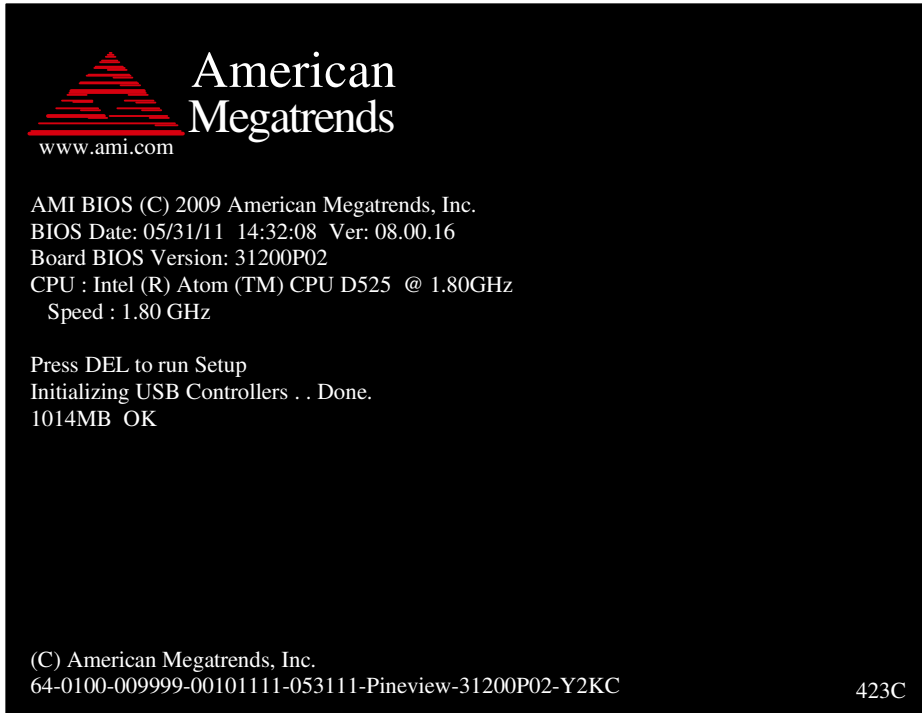 American
Megatrends
www.ami.com
AMI BIOS (C) 2009 American Megatrends, Inc.
BIOS Date: 05/31/11 14:32:08 Ver: 08.00.16
Board BIOS Version: 31200P02
CPU : Intel (R) Atom (TM) CPU D525 @ 1.80GHz
Speed : 1.80 GHz
Press DEL to run Setup
Initializing USB Controllers . . Done.
1014MB OK
(C) American Megatrends, Inc.
64-0100-009999-00101111-053111-Pineview-31200P02-Y2KC
423C